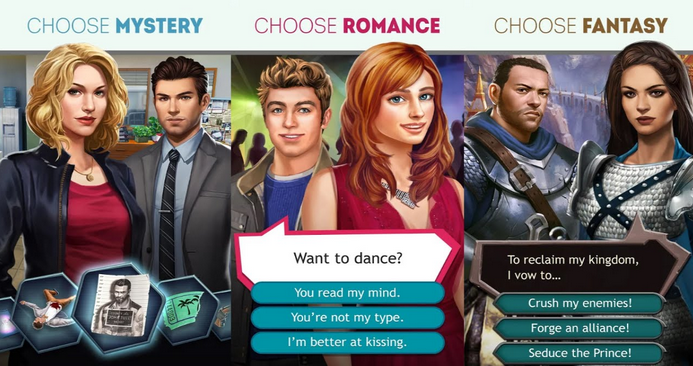 CHOOSE MYSTERY
CHOOSE ROMANCE
CHOOSE FANTASY
Want to dance?
You read my mind.
You're not my type.
I'm better at kissing.
To reclaim my kingdom,
I vow to...
Crush my enemies!
Forge an alliance!
Seduce the Prince!